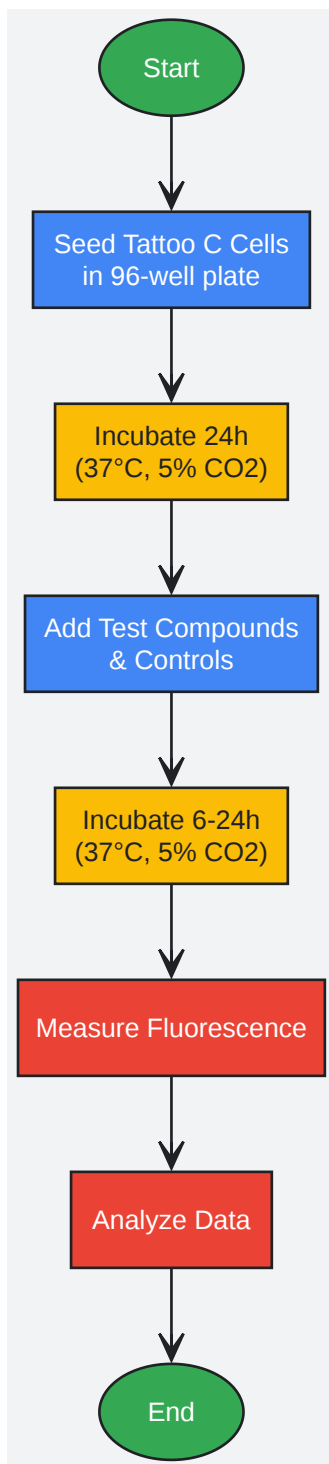 Start
Seed Tattoo C Cells
in 96-well plate
Incubate 24h
(37°C, 5% CO2)
Add Test Compounds
& Controls
Incubate 6-24h
(37°C, 5% CO2)
Measure Fluorescence
Analyze Data
End